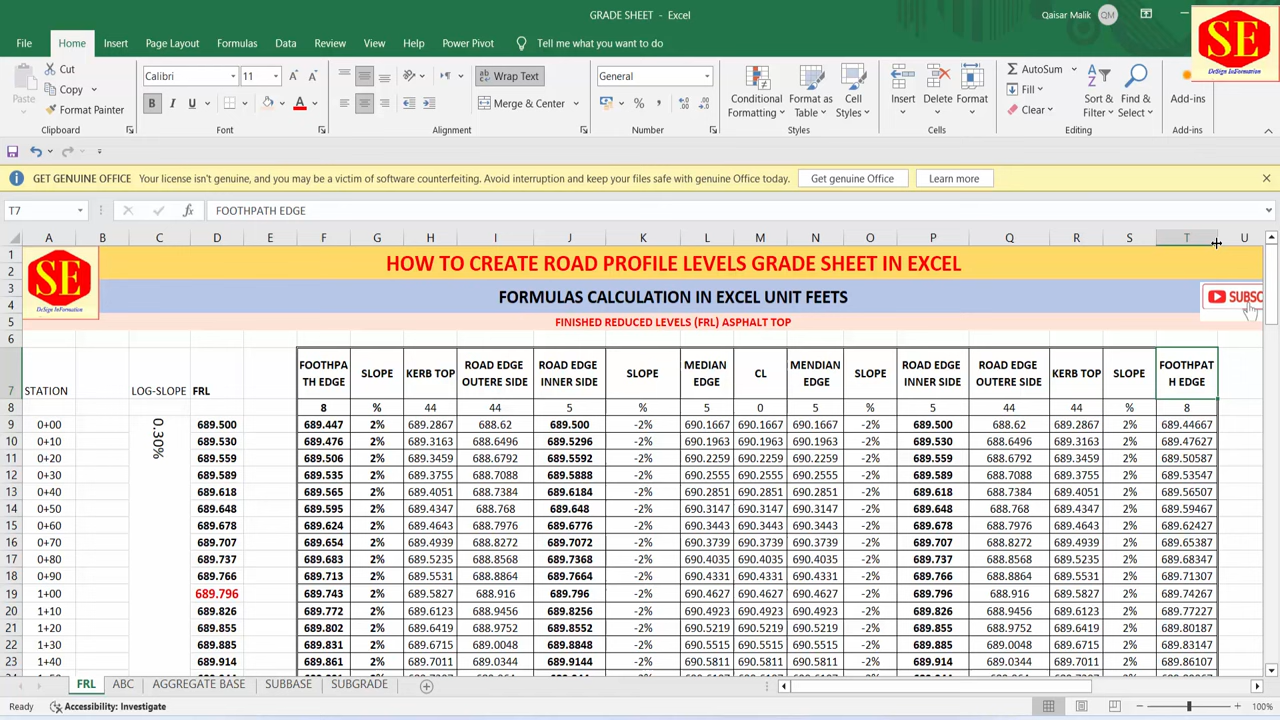 GRADE SHEET - Excel
Qaisar Malik QM
SE
DeSign InFormation
File Home Insert Page Layout Formulas Data Review View Help Power Pivot Tell me what you want to do
Paste Cut Copy Format Painter Clipboard
Calibri 11 B I U A Font
Wrap Text Merge & Center Alignment
General % Number
Conditional Formatting Format as Table Cell Styles Styles
Insert Delete Format Cells
AutoSum Fill Clear Sort & Filter Find & Select Editing
Add-ins Add-ins
GET GENUINE OFFICE Your license isn't genuine, and you may be a victim of software counterfeiting. Avoid interruption and keep your files safe with genuine Office today. Get genuine Office Learn more
T7 fx FOOTHPATH EDGE
A B C D E F G H I J K L M N O P Q R S T U
1 HOW TO CREATE ROAD PROFILE LEVELS GRADE SHEET IN EXCEL
2
SE
DeSign InFormation
3 FORMULAS CALCULATION IN EXCEL UNIT FEETS
4
SUBSC
5 FINISHED REDUCED LEVELS (FRL) ASPHALT TOP
6
7 STATION LOG-SLOPE FRL FOOTHPATH EDGE SLOPE KERB TOP ROAD EDGE OUTERE SIDE ROAD EDGE INNER SIDE SLOPE MEDIAN EDGE CL MENDIAN EDGE SLOPE ROAD EDGE INNER SIDE ROAD EDGE OUTERE SIDE KERB TOP SLOPE FOOTHPATH EDGE
8 8 % 44 44 5 % 5 0 5 % 5 44 44 % 8
0.30%
9 0+00 689.500 689.447 2% 689.2867 688.62 689.500 -2% 690.1667 690.1667 690.1667 -2% 689.500 688.62 689.2867 2% 689.44667
10 0+10 689.530 689.476 2% 689.3163 688.6496 689.5296 -2% 690.1963 690.1963 690.1963 -2% 689.530 688.6496 689.3163 2% 689.47627
11 0+20 689.559 689.506 2% 689.3459 688.6792 689.5592 -2% 690.2259 690.2259 690.2259 -2% 689.559 688.6792 689.3459 2% 689.50587
12 0+30 689.589 689.535 2% 689.3755 688.7088 689.5888 -2% 690.2555 690.2555 690.2555 -2% 689.589 688.7088 689.3755 2% 689.53547
13 0+40 689.618 689.565 2% 689.4051 688.7384 689.6184 -2% 690.2851 690.2851 690.2851 -2% 689.618 688.7384 689.4051 2% 689.56507
14 0+50 689.648 689.595 2% 689.4347 688.768 689.648 -2% 690.3147 690.3147 690.3147 -2% 689.648 688.768 689.4347 2% 689.59467
15 0+60 689.678 689.624 2% 689.4643 688.7976 689.6776 -2% 690.3443 690.3443 690.3443 -2% 689.678 688.7976 689.4643 2% 689.62427
16 0+70 689.707 689.654 2% 689.4939 688.8272 689.7072 -2% 690.3739 690.3739 690.3739 -2% 689.707 688.8272 689.4939 2% 689.65387
17 0+80 689.737 689.683 2% 689.5235 688.8568 689.7368 -2% 690.4035 690.4035 690.4035 -2% 689.737 688.8568 689.5235 2% 689.68347
18 0+90 689.766 689.713 2% 689.5531 688.8864 689.7664 -2% 690.4331 690.4331 690.4331 -2% 689.766 688.8864 689.5531 2% 689.71307
19 1+00 689.796 689.743 2% 689.5827 688.916 689.796 -2% 690.4627 690.4627 690.4627 -2% 689.796 688.916 689.5827 2% 689.74267
20 1+10 689.826 689.772 2% 689.6123 688.9456 689.8256 -2% 690.4923 690.4923 690.4923 -2% 689.826 688.9456 689.6123 2% 689.77227
21 1+20 689.855 689.802 2% 689.6419 688.9752 689.8552 -2% 690.5219 690.5219 690.5219 -2% 689.855 688.9752 689.6419 2% 689.80187
22 1+30 689.885 689.831 2% 689.6715 689.0048 689.8848 -2% 690.5515 690.5515 690.5515 -2% 689.885 689.0048 689.6715 2% 689.83147
23 1+40 689.914 689.861 2% 689.7011 689.0344 689.9144 -2% 690.5811 690.5811 690.5811 -2% 689.914 689.0344 689.7011 2% 689.86107
FRL ABC AGGREGATE BASE SUBBASE SUBGRADE
Ready Accessibility: Investigate 100%